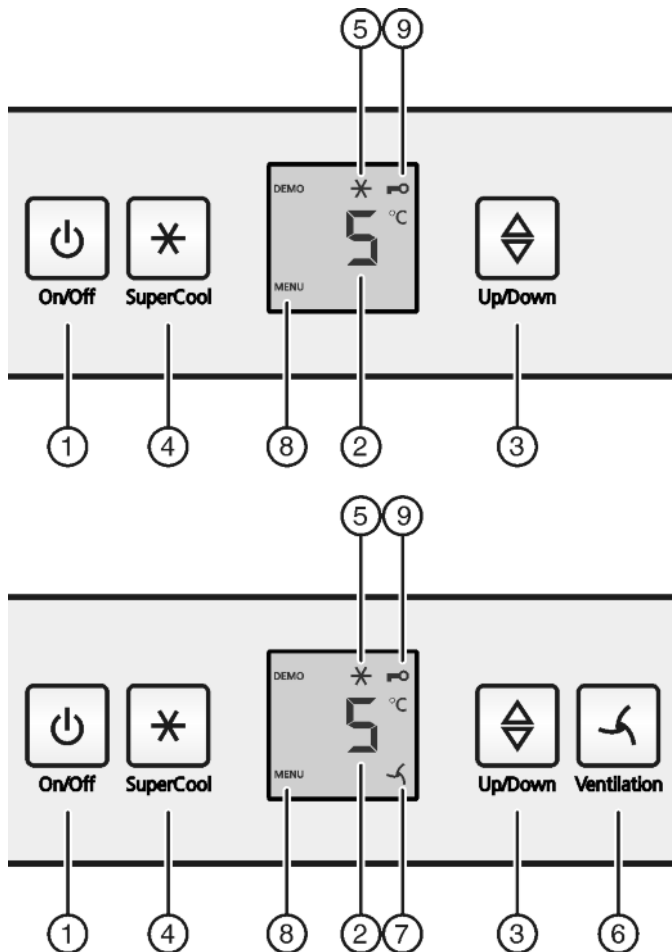 5 9
DEMO
5 °C
MENU
On/Off SuperCool Up/Down
1 4 8 2 3
5 9
DEMO
5 °C
MENU
On/Off SuperCool Up/Down Ventilation
1 4 8 2 7 3 6